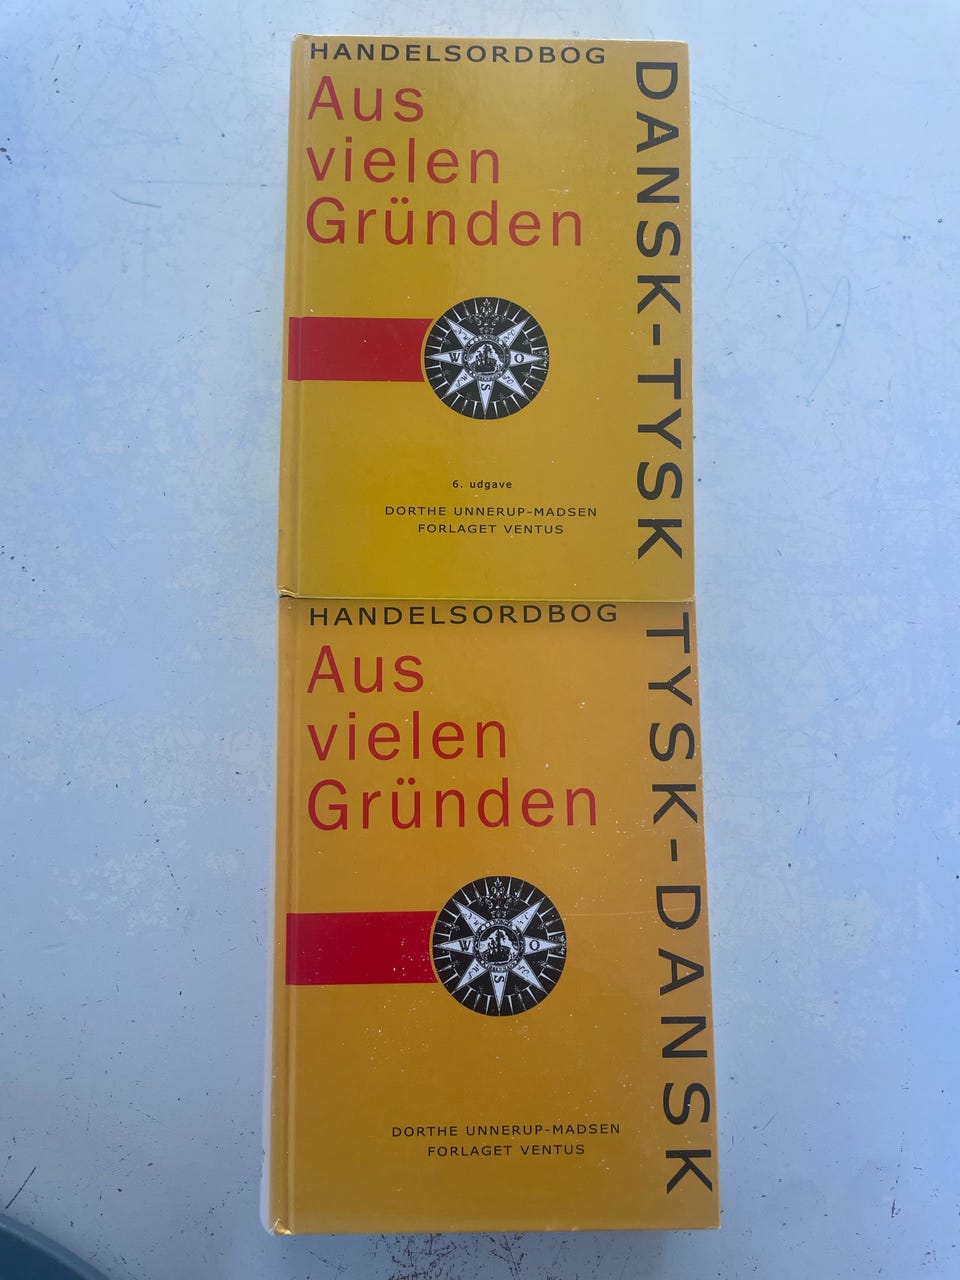 HANDELSORDBOG
Aus
vielen
Gründen
DANSK-TYSK
W O
S
6. udgave
DORTHE UNNERUP-MADSEN
FORLAGET VENTUS
HANDELSORDBOG
Aus
vielen
Gründen
TYSK-DANSK
W O
S
DORTHE UNNERUP-MADSEN
FORLAGET VENTUS